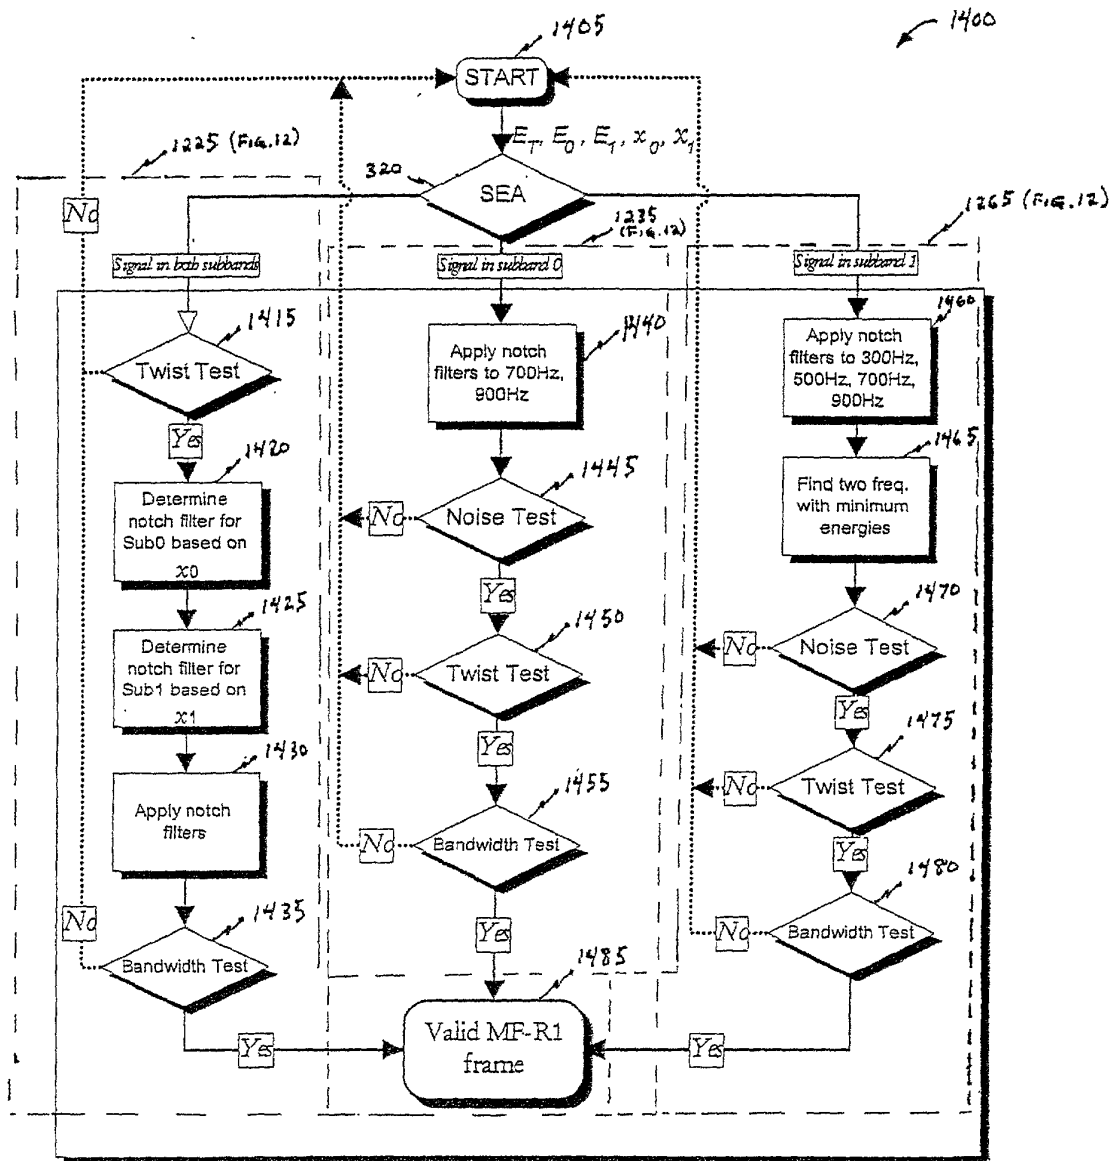 1400
1405
START
E_T, E_0, E_1, x_0, x_1
320
SEA
1225 (FIG.12)
1235
(FIG.12)
1265 (FIG.12)
No
Signal in both subbands
Signal in subband 0
Signal in subband 1
1415
Twist Test
Yes
1420
Determine
notch filter for
Sub0 based on
x0
1425
Determine
notch filter for
Sub1 based on
x1
1430
Apply notch
filters
No
1435
Bandwidth Test
Yes
1440
Apply notch
filters to 700Hz,
900Hz
1445
No
Noise Test
Yes
1450
No
Twist Test
Yes
1455
No
Bandwidth Test
Yes
1485
Valid MF-R1
frame
1460
Apply notch
filters to 300Hz,
500Hz, 700Hz,
900Hz
1465
Find two freq.
with minimum
energies
1470
No
Noise Test
Yes
1475
No
Twist Test
Yes
1480
No
Bandwidth Test
Yes